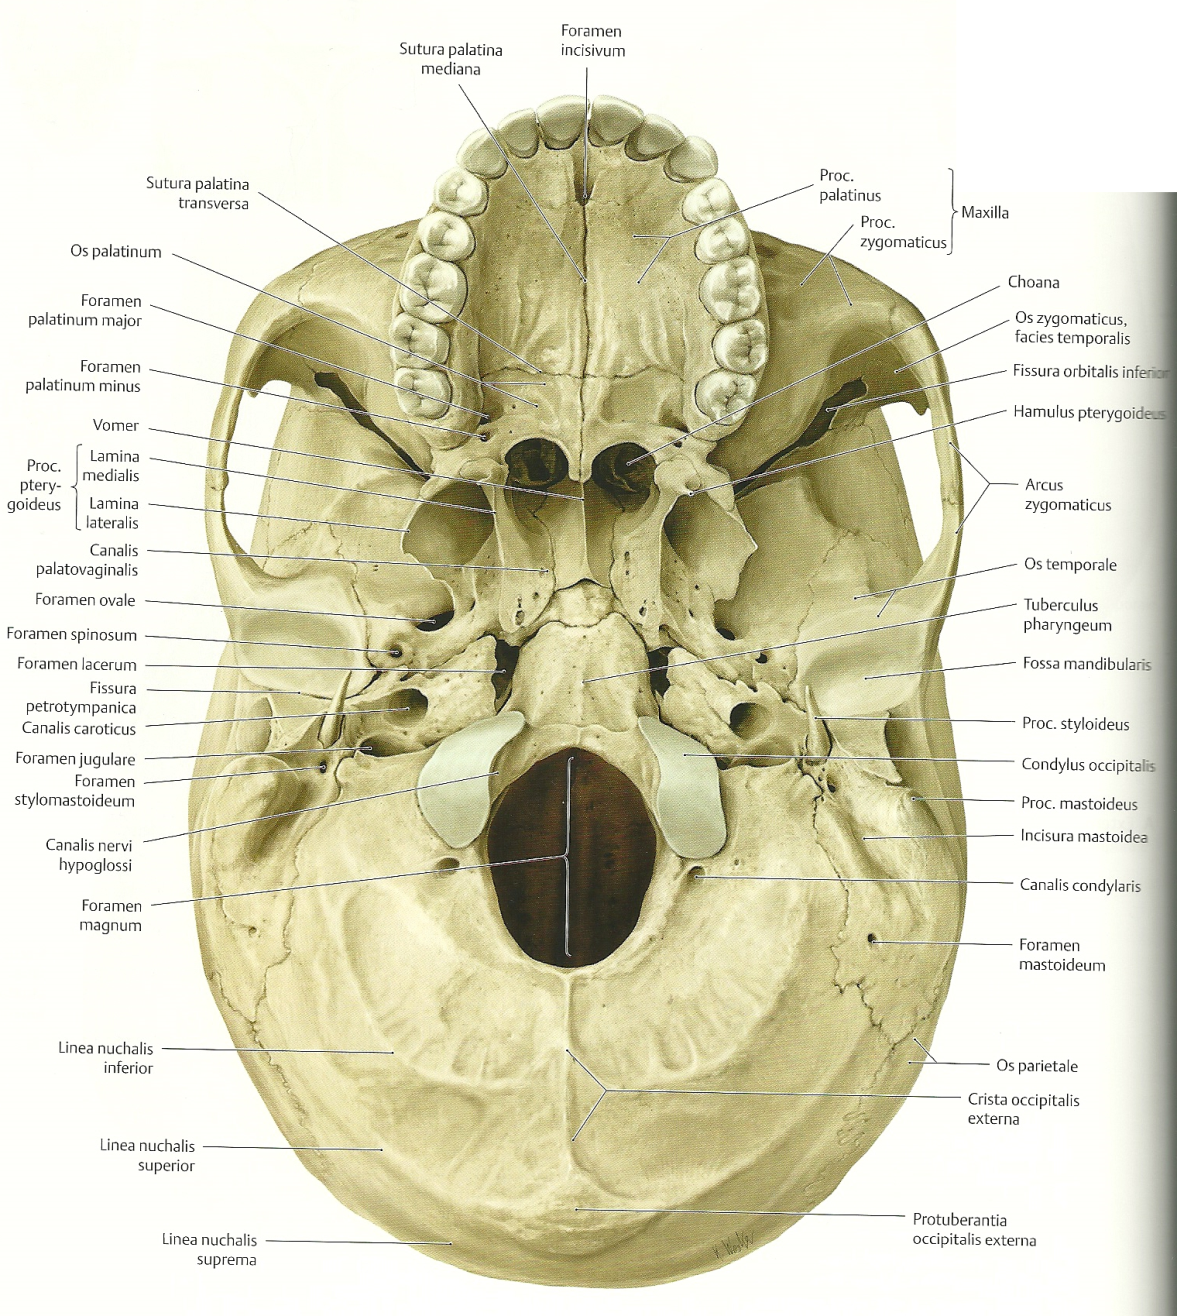 Foramen
incisivum
Sutura palatina
mediana
Sutura palatina
transversa
Os palatinum
Foramen
palatinum major
Foramen
palatinum minus
Vomer
Proc.
ptery-
goideus
Lamina
medialis
Lamina
lateralis
Canalis
palatovaginalis
Foramen ovale
Foramen spinosum
Foramen lacerum
Fissura
petrotympanica
Canalis caroticus
Foramen jugulare
Foramen
stylomastoideum
Canalis nervi
hypoglossi
Foramen
magnum
Linea nuchalis
inferior
Linea nuchalis
superior
Linea nuchalis
suprema
Proc.
palatinus
Proc.
zygomaticus
Maxilla
Choana
Os zygomaticus,
facies temporalis
Fissura orbitalis inferior
Hamulus pterygoideus
Arcus
zygomaticus
Os temporale
Tuberculus
pharyngeum
Fossa mandibularis
Proc. styloideus
Condylus occipitalis
Proc. mastoideus
Incisura mastoidea
Canalis condylaris
Foramen
mastoideum
Os parietale
Crista occipitalis
externa
Protuberantia
occipitalis externa